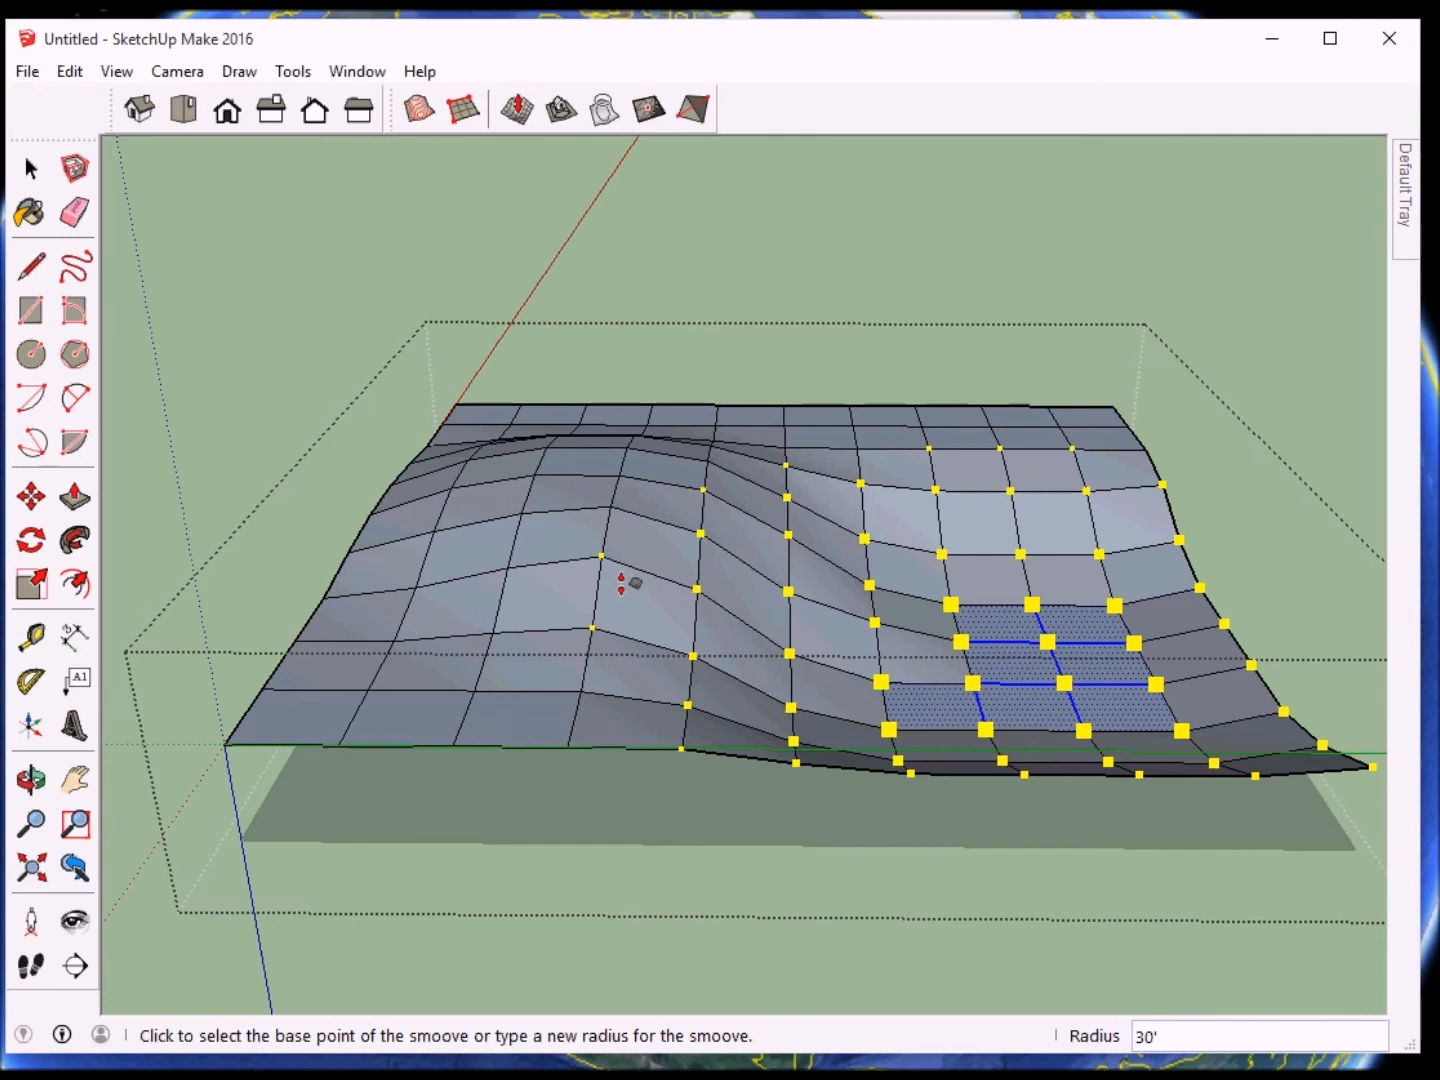 Untitled - SketchUp Make 2016
File Edit View Camera Draw Tools Window Help
Default Tray
A1
Click to select the base point of the smoove or type a new radius for the smoove.
Radius 30'